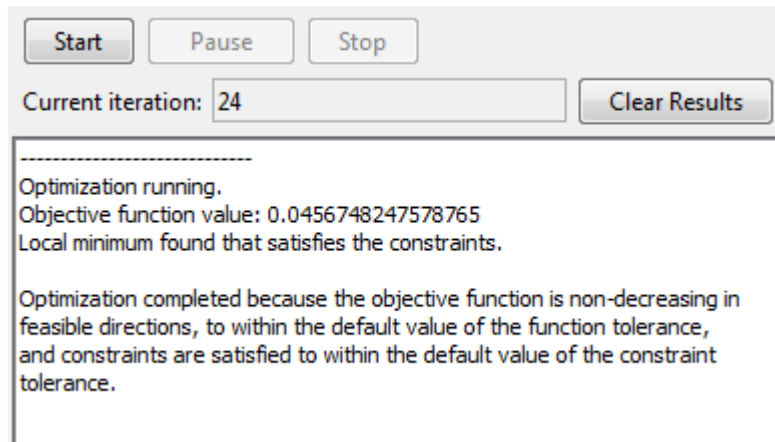 Start Pause Stop
Current iteration: 24 Clear Results
------------------------------
Optimization running.
Objective function value: 0.0456748247578765
Local minimum found that satisfies the constraints.
Optimization completed because the objective function is non-decreasing in
feasible directions, to within the default value of the function tolerance,
and constraints are satisfied to within the default value of the constraint
tolerance.